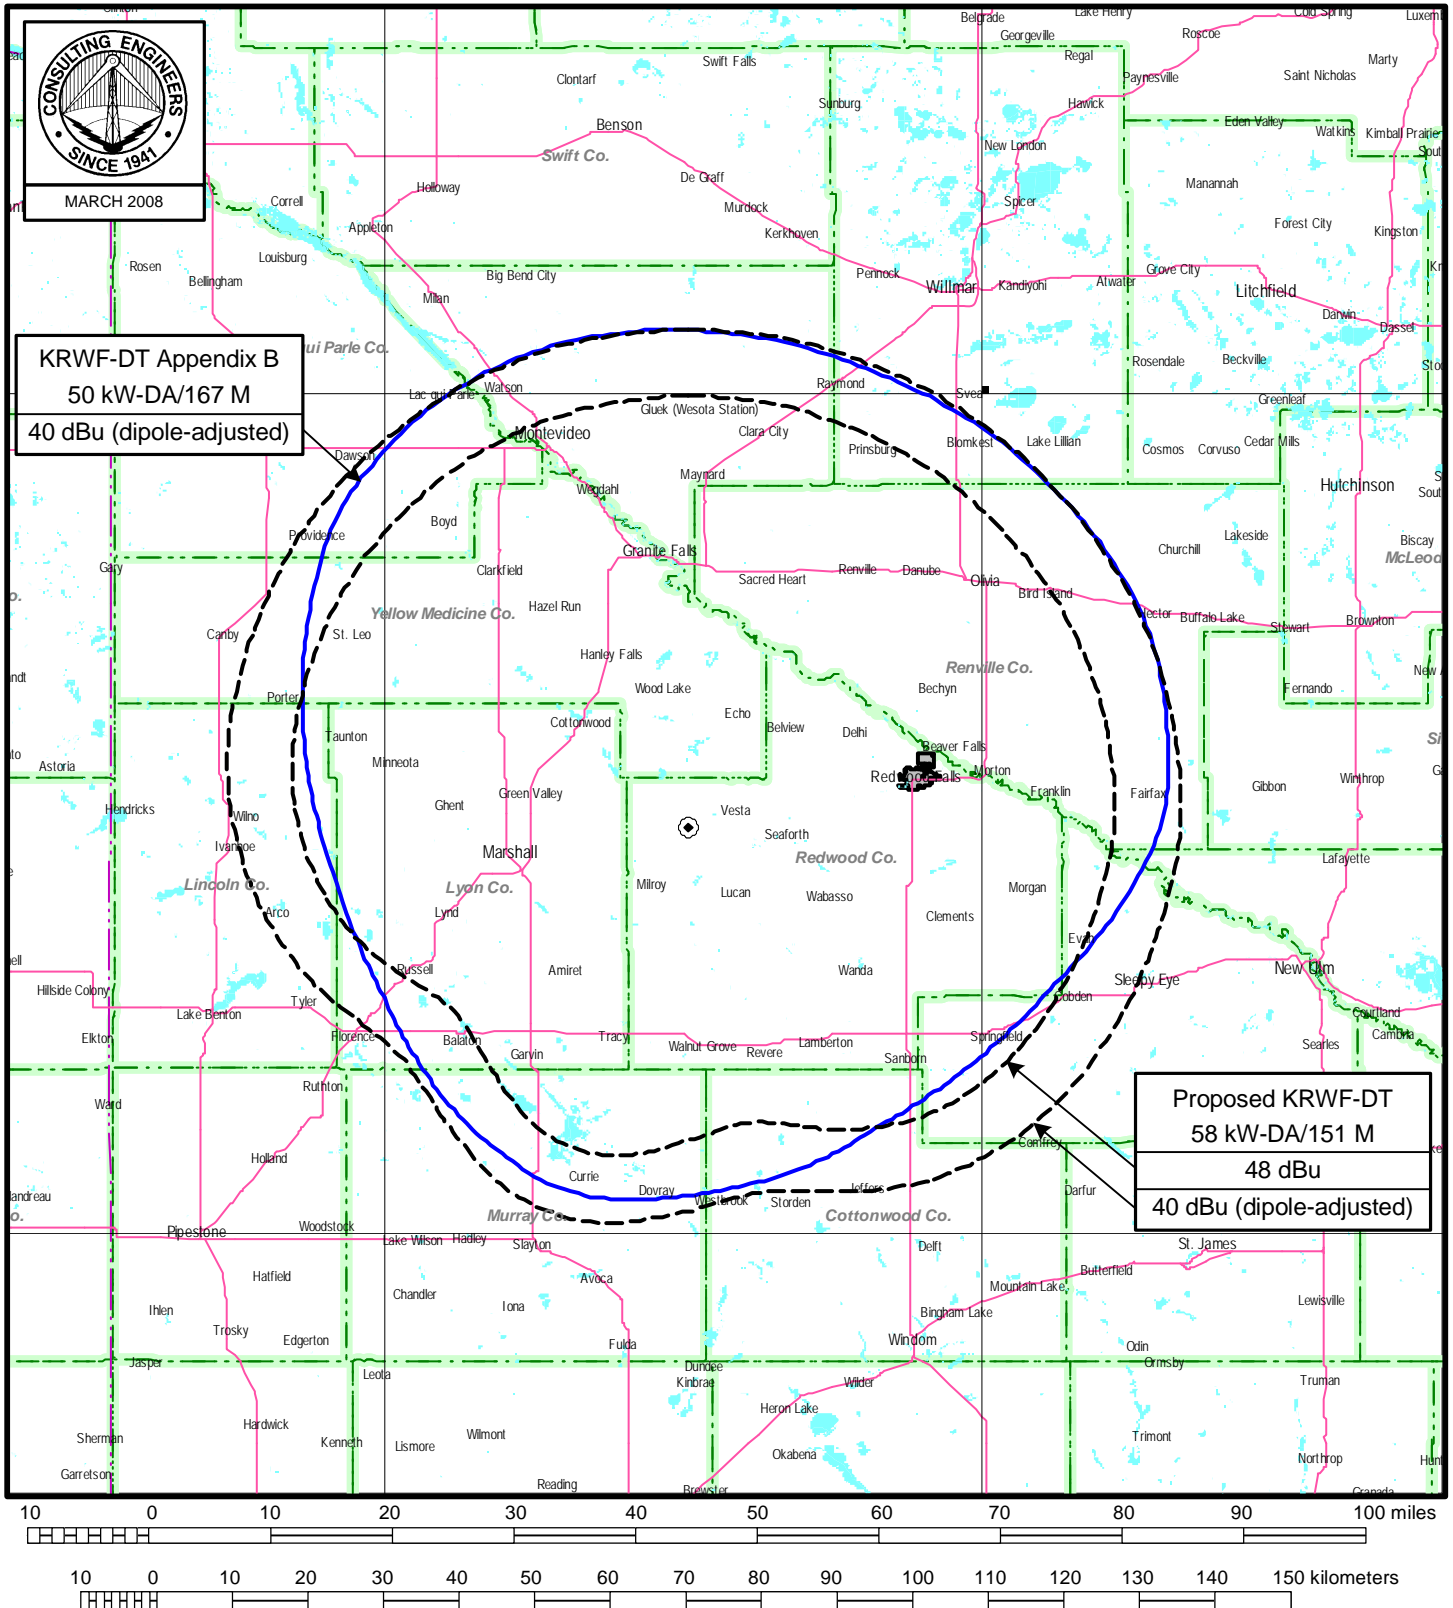 CONSULTING ENGINEERS
SINCE 1941
MARCH 2008
Belgrade
Lake Henry
Cold Spring
Georgeville
Roscoe
Regal
Marty
Swift Falls
Clontarf
Saint Nicholas
Paynesville
Sunburg
Hawick
Benson
Eden Valley
Watkins
Kimball Prairie
Swift Co.
New London
De Graff
Manannah
Holloway
Correll
Murdock
Spicer
Appleton
Kerkhoven
Forest City
Kingston
Louisburg
Rosen
Bellingham
Big Bend City
Pennock
Willmar
Kandiyohi
Atwater
Grove City
Litchfield
Milan
Darwin
Dassel
KRWF-DT Appendix B
50 kW-DA/167 M
40 dBu (dipole-adjusted)
qui Parle Co.
Rosendale
Beckville
Lac qui Parle
Watson
Raymond
Svea
Greenleaf
Gluek (Wesota Station)
Montevideo
Clara City
Prinsburg
Blomkest
Lake Lillian
Cosmos
Corvuso
Cedar Mills
Dawson
Maynard
Hutchinson
Wegdahl
Boyd
Providence
Granite Falls
Churchill
Lakeside
Biscay
McLeod
Gary
Clarkfield
Sacred Heart
Renville
Danube
Olivia
Bird Island
Yellow Medicine Co.
Hazel Run
Hector
Buffalo Lake
Stewart
Brownton
Canby
St. Leo
Hanley Falls
Renville Co.
Wood Lake
Bechyn
Fernando
Porter
Echo
Cottonwood
Belview
Delhi
Taunton
Beaver Falls
Astoria
Minneota
Redwood Falls
Morton
Winthrop
Hendricks
Ghent
Green Valley
Franklin
Fairfax
Gibbon
Wilno
Vesta
Seaforth
Ivanhoe
Marshall
Redwood Co.
Lafayette
Lincoln Co.
Lyon Co.
Milroy
Lucan
Wabasso
Morgan
Arco
Lynd
Clements
Evan
Russell
Amiret
Wanda
New Ulm
Sleepy Eye
Hillside Colony
Tyler
Cobden
Lake Benton
Courtland
Elkton
Florence
Balaton
Tracy
Walnut Grove
Lamberton
Springfield
Cambria
Garvin
Revere
Sanborn
Searles
Ruthton
Ward
Proposed KRWF-DT
58 kW-DA/151 M
48 dBu
40 dBu (dipole-adjusted)
Comfrey
Holland
Currie
Dovray
Westbrook
Storden
Jeffers
Darfur
Murray Co.
Cottonwood Co.
Pipestone
Woodstock
Lake Wilson
Hadley
Slayton
Delft
St. James
Hatfield
Avoca
Butterfield
Chandler
Mountain Lake
Ihlen
Iona
Bingham Lake
Lewisville
Trosky
Edgerton
Fulda
Windom
Odin
Jasper
Leota
Dundee
Ormsby
Kinbrae
Wilder
Truman
Heron Lake
Hardwick
Sherman
Kenneth
Lismore
Wilmont
Okabena
Trimont
Northrop
Garretson
Reading
Brewster
Granada
10 0 10 20 30 40 50 60 70 80 90 100 miles
10 0 10 20 30 40 50 60 70 80 90 100 110 120 130 140 150 kilometers